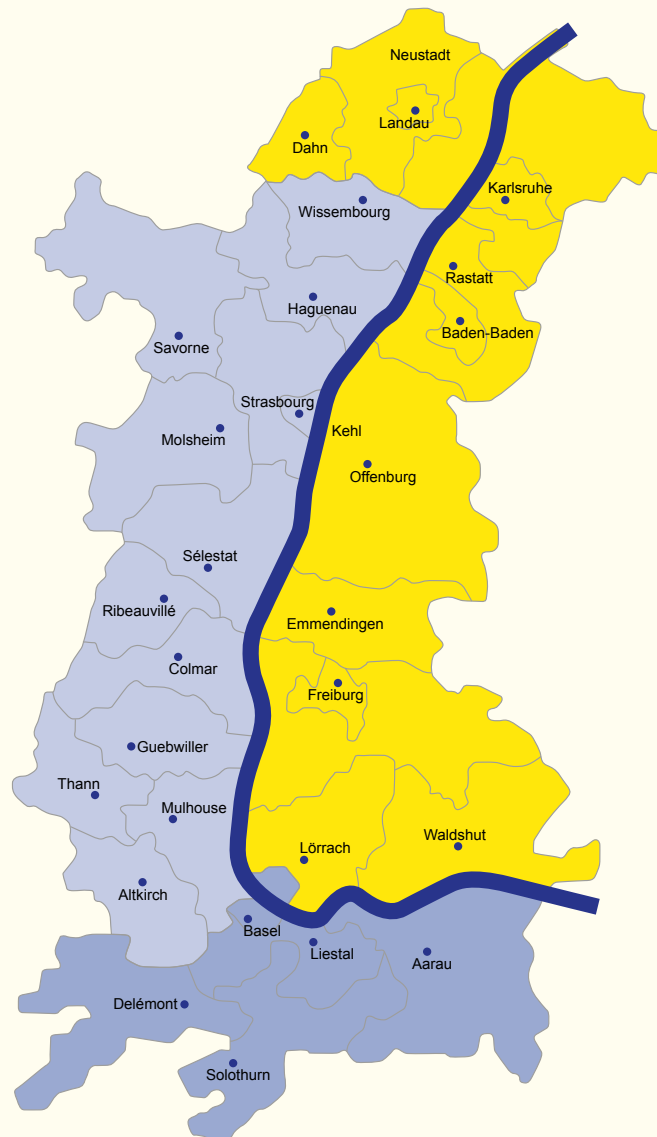 Neustadt
Landau
Dahn
Karlsruhe
Wissembourg
Rastatt
Haguenau
Baden-Baden
Savorne
Strasbourg
Kehl
Molsheim
Offenburg
Sélestat
Ribeauvillé
Emmendingen
Colmar
Freiburg
Guebwiller
Thann
Mulhouse
Waldshut
Lörrach
Altkirch
Basel
Liestal
Aarau
Delémont
Solothurn